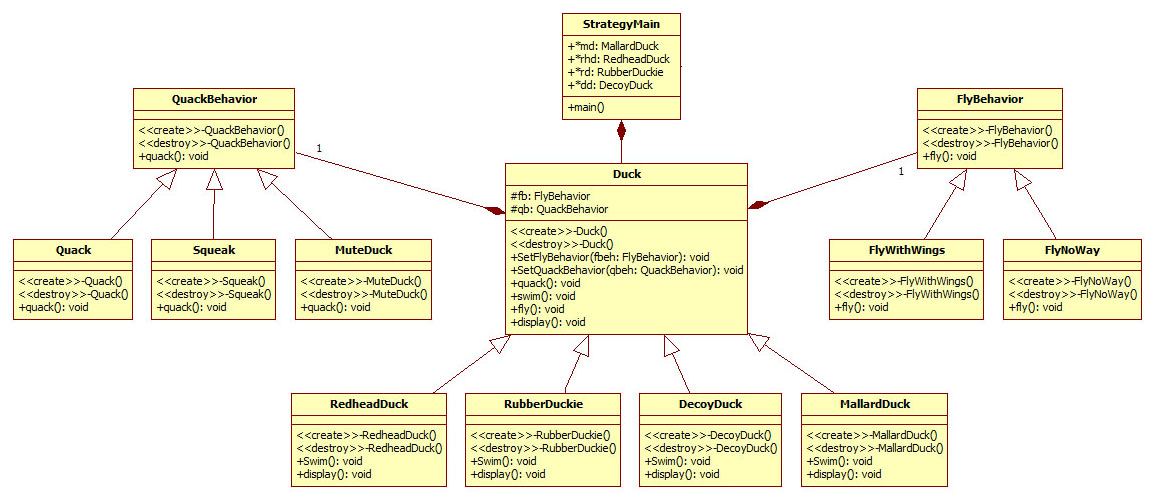 StrategyMain
+*md: MallardDuck
+*rhd: RedheadDuck
+*rd: RubberDuckie
+*dd: DecoyDuck
+main()
QuackBehavior
<<create>>-QuackBehavior()
<<destroy>>-QuackBehavior()
+quack(): void
FlyBehavior
<<create>>-FlyBehavior()
<<destroy>>-FlyBehavior()
+fly(): void
1
1
Duck
#fb: FlyBehavior
#qb: QuackBehavior
<<create>>-Duck()
<<destroy>>-Duck()
+SetFlyBehavior(fbeh: FlyBehavior): void
+SetQuackBehavior(qbeh: QuackBehavior): void
+quack(): void
+swim(): void
+fly(): void
+display(): void
Quack
<<create>>-Quack()
<<destroy>>-Quack()
+quack(): void
Squeak
<<create>>-Squeak()
<<destroy>>-Squeak()
+quack(): void
MuteDuck
<<create>>-MuteDuck()
<<destroy>>-MuteDuck()
+quack(): void
FlyWithWings
<<create>>-FlyWithWings()
<<destroy>>-FlyWithWings()
+fly(): void
FlyNoWay
<<create>>-FlyNoWay()
<<destroy>>-FlyNoWay()
+fly(): void
RedheadDuck
<<create>>-RedheadDuck()
<<destroy>>-RedheadDuck()
+Swim(): void
+display(): void
RubberDuckie
<<create>>-RubberDuckie()
<<destroy>>-RubberDuckie()
+Swim(): void
+display(): void
DecoyDuck
<<create>>-DecoyDuck()
<<destroy>>-DecoyDuck()
+Swim(): void
+display(): void
MallardDuck
<<create>>-MallardDuck()
<<destroy>>-MallardDuck()
+Swim(): void
+display(): void